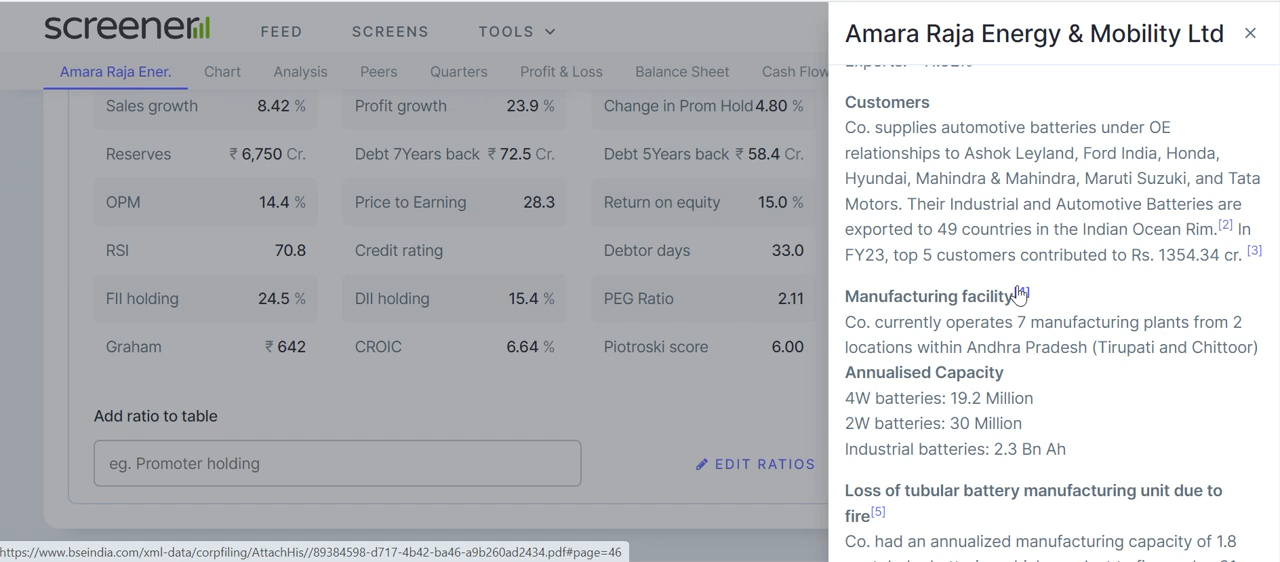 screener
FEED
SCREENS
TOOLS
Amara Raja Ener.
Chart
Analysis
Peers
Quarters
Profit & Loss
Balance Sheet
Cash Flow
Sales growth 8.42 %
Profit growth 23.9 %
Change in Prom Hold 4.80 %
Reserves ₹ 6,750 Cr.
Debt 7Years back ₹ 72.5 Cr.
Debt 5Years back ₹ 58.4 Cr.
OPM 14.4 %
Price to Earning 28.3
Return on equity 15.0 %
RSI 70.8
Credit rating
Debtor days 33.0
FII holding 24.5 %
DII holding 15.4 %
PEG Ratio 2.11
Graham ₹ 642
CROIC 6.64 %
Piotroski score 6.00
Add ratio to table
eg. Promoter holding
EDIT RATIOS
https://www.bseindia.com/xml-data/corpfiling/AttachHis//89384598-d717-4b42-ba46-a9b260ad2434.pdf#page=46
Amara Raja Energy & Mobility Ltd ×
Customers
Co. supplies automotive batteries under OE
relationships to Ashok Leyland, Ford India, Honda,
Hyundai, Mahindra & Mahindra, Maruti Suzuki, and Tata
Motors. Their Industrial and Automotive Batteries are
exported to 49 countries in the Indian Ocean Rim.[2] In
FY23, top 5 customers contributed to Rs. 1354.34 cr. [3]
Manufacturing facility
Co. currently operates 7 manufacturing plants from 2
locations within Andhra Pradesh (Tirupati and Chittoor)
Annualised Capacity
4W batteries: 19.2 Million
2W batteries: 30 Million
Industrial batteries: 2.3 Bn Ah
Loss of tubular battery manufacturing unit due to
fire[5]
Co. had an annualized manufacturing capacity of 1.8